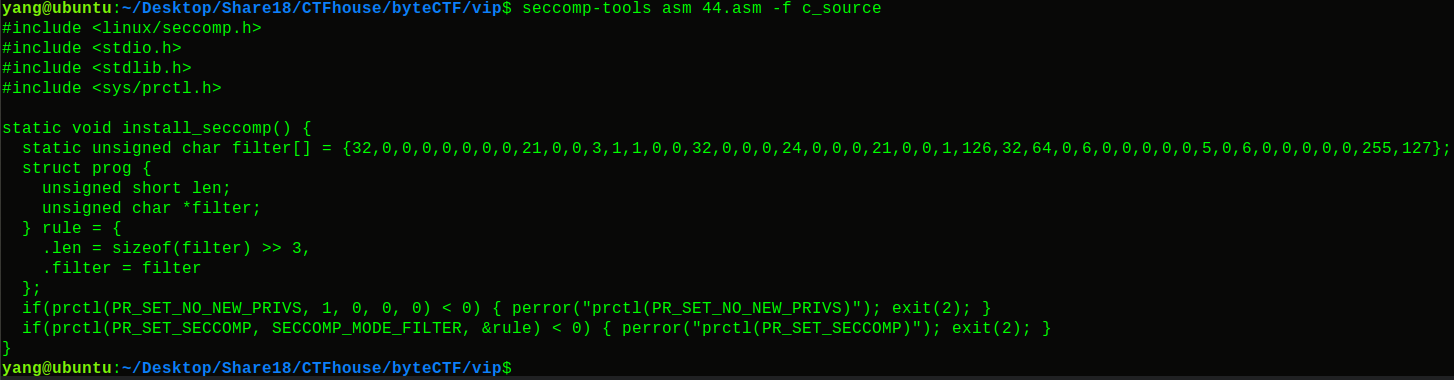 yang@ubuntu:~/Desktop/Share18/CTFhouse/byteCTF/vip$ seccomp-tools asm 44.asm -f c_source
#include <linux/seccomp.h>
#include <stdio.h>
#include <stdlib.h>
#include <sys/prctl.h>

static void install_seccomp() {
  static unsigned char filter[] = {32,0,0,0,0,0,0,0,21,0,0,3,1,1,0,0,32,0,0,0,24,0,0,0,21,0,0,1,126,32,64,0,6,0,0,0,0,0,5,0,6,0,0,0,0,0,255,127};
  struct prog {
    unsigned short len;
    unsigned char *filter;
  } rule = {
    .len = sizeof(filter) >> 3,
    .filter = filter
  };
  if(prctl(PR_SET_NO_NEW_PRIVS, 1, 0, 0, 0) < 0) { perror("prctl(PR_SET_NO_NEW_PRIVS)"); exit(2); }
  if(prctl(PR_SET_SECCOMP, SECCOMP_MODE_FILTER, &rule) < 0) { perror("prctl(PR_SET_SECCOMP)"); exit(2); }
}
yang@ubuntu:~/Desktop/Share18/CTFhouse/byteCTF/vip$